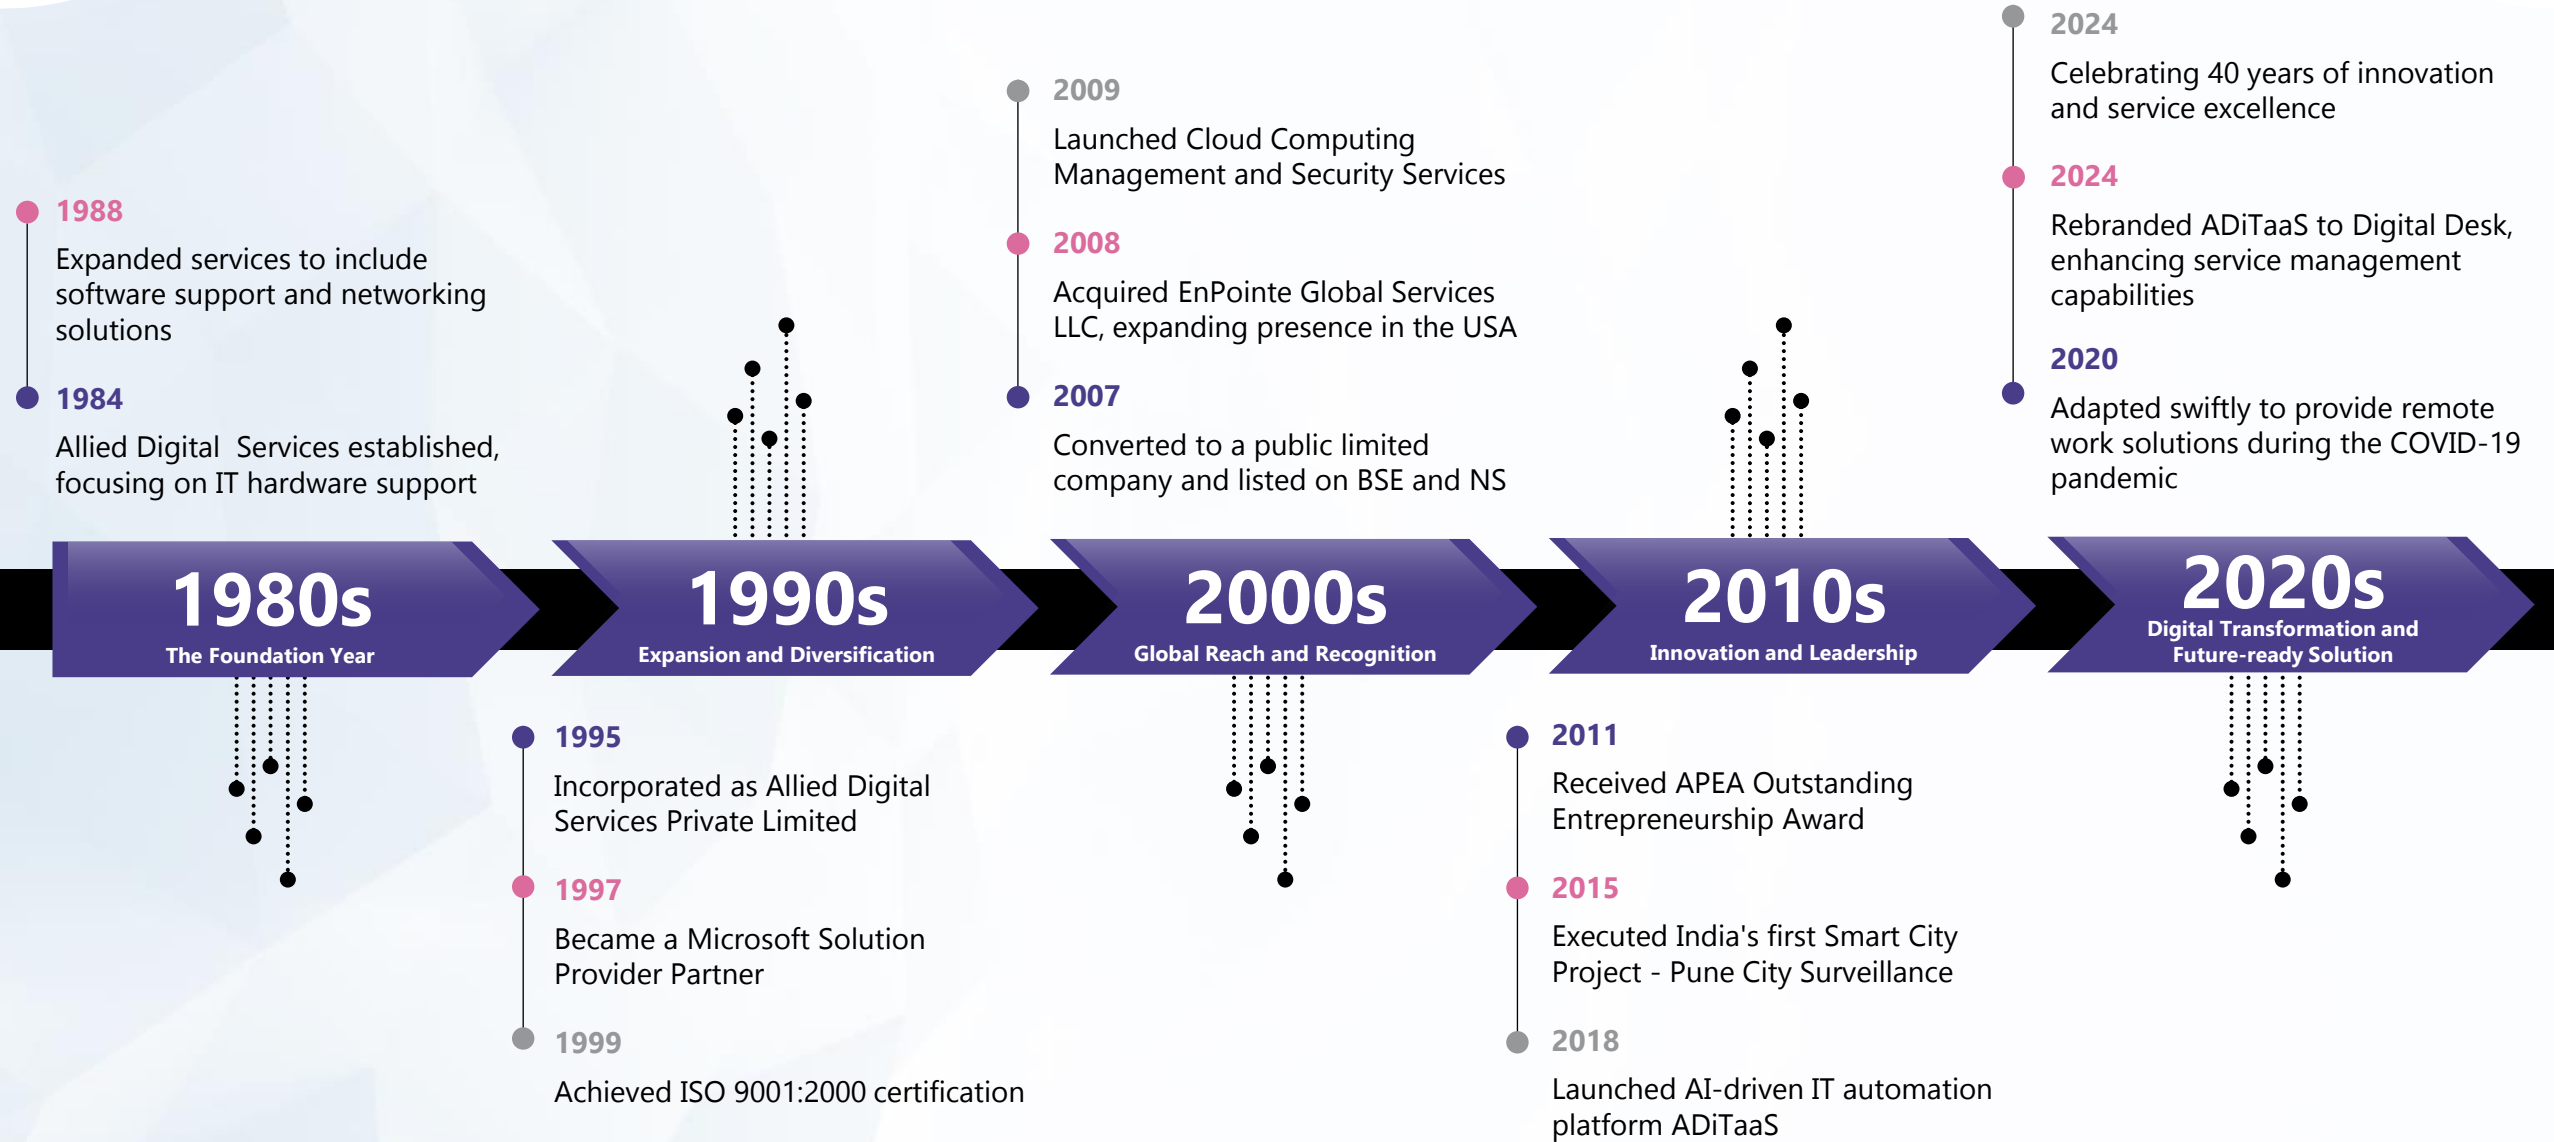 1988
Expanded services to include
software support and networking
solutions
1984
Allied Digital Services established,
focusing on IT hardware support
1980s
The Foundation Year
1990s
Expansion and Diversification
1995
Incorporated as Allied Digital
Services Private Limited
1997
Became a Microsoft Solution
Provider Partner
1999
Achieved ISO 9001:2000 certification
2009
Launched Cloud Computing
Management and Security Services
2008
Acquired EnPointe Global Services
LLC, expanding presence in the USA
2007
Converted to a public limited
company and listed on BSE and NS
2000s
Global Reach and Recognition
2010s
Innovation and Leadership
2011
Received APEA Outstanding
Entrepreneurship Award
2015
Executed India's first Smart City
Project - Pune City Surveillance
2018
Launched AI-driven IT automation
platform ADiTaaS
2024
Celebrating 40 years of innovation
and service excellence
2024
Rebranded ADiTaaS to Digital Desk,
enhancing service management
capabilities
2020
Adapted swiftly to provide remote
work solutions during the COVID-19
pandemic
2020s
Digital Transformation and
Future-ready Solution